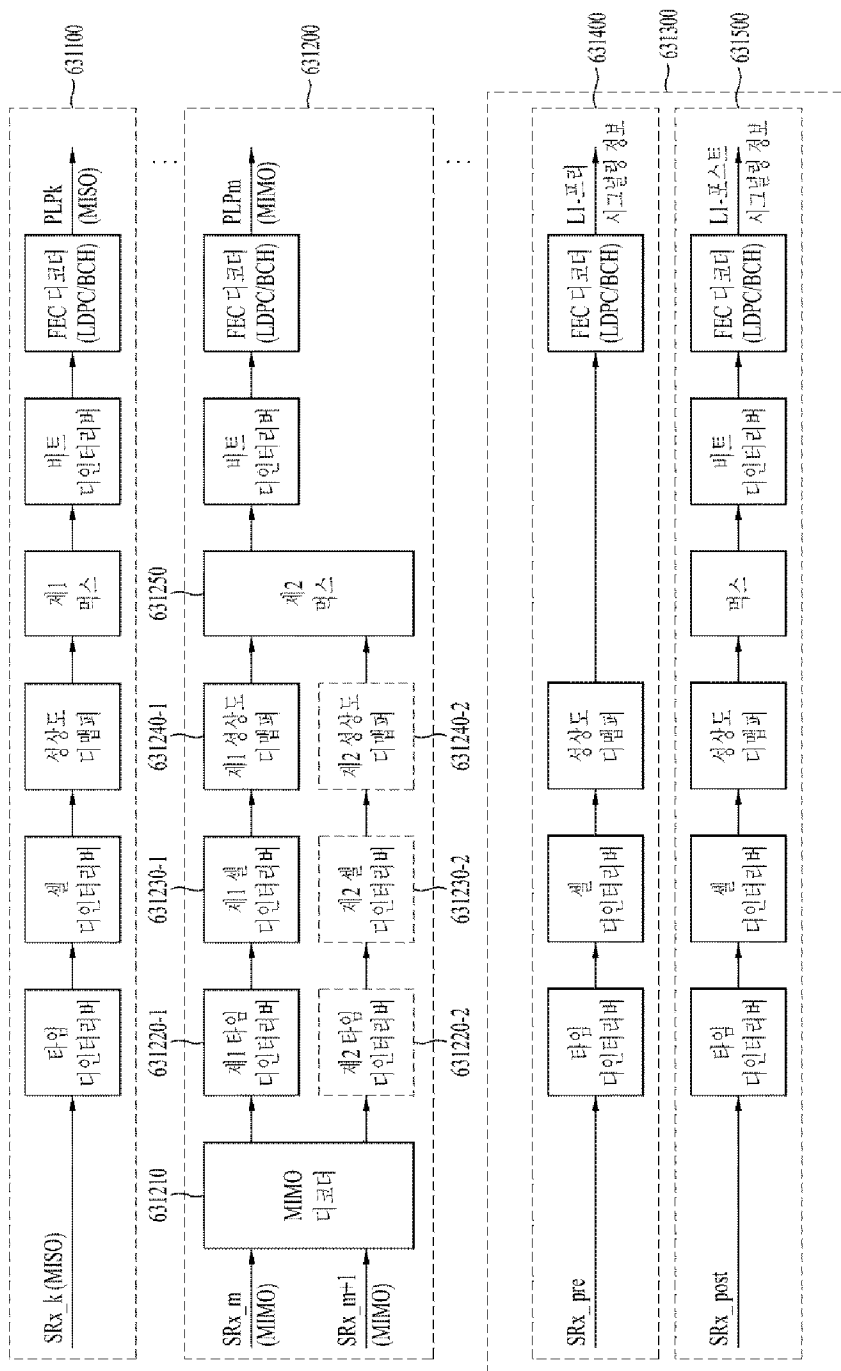 631100
SRx_k (MISO)
타임
디인터리버
셀
디인터리버
성상도
디맵퍼
제1
먹스
비트
디인터리버
FEC 디코더
(LDPC/BCH)
PLPk
(MISO)
...
631200
SRx_m
(MIMO)
SRx_m+1
(MIMO)
631210
MIMO
디코더
631220-1
제1 타임
디인터리버
631230-1
제1 셀
디인터리버
631240-1
제1 성상도
디맵퍼
631220-2
제2 타임
디인터리버
631230-2
제2 셀
디인터리버
631240-2
제2 성상도
디맵퍼
631250
제2
먹스
비트
디인터리버
FEC 디코더
(LDPC/BCH)
PLPm
(MIMO)
...
631400
SRx_pre
타임
디인터리버
셀
디인터리버
성상도
디맵퍼
FEC 디코더
(LDPC/BCH)
L1-프리
시그널링 정보
631300
631500
SRx_post
타임
디인터리버
셀
디인터리버
성상도
디맵퍼
먹스
비트
디인터리버
FEC 디코더
(LDPC/BCH)
L1-포스트
시그널링 정보